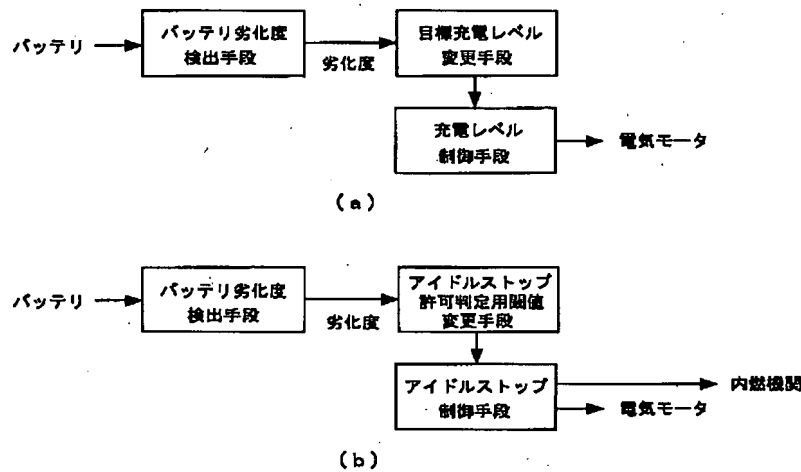 バッテリ
バッテリ劣化度
検出手段
劣化度
目標充電レベル
変更手段
充電レベル
制御手段
電気モータ
(a)
バッテリ
バッテリ劣化度
検出手段
劣化度
アイドルストップ
許可判定用閾値
変更手段
アイドルストップ
制御手段
内燃機関
電気モータ
(b)